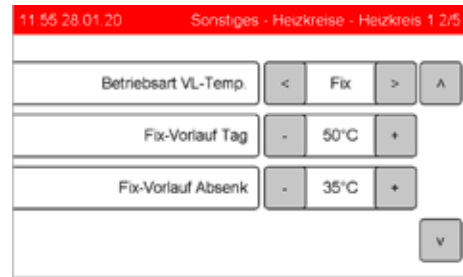 11:55 28.01.20 Sonstiges - Heizkreise - Heizkreis 1 2/5
Betriebsart VL-Temp. < Fix > ʌ
Fix-Vorlauf Tag - 50°C +
Fix-Vorlauf Absenk - 35°C +
v